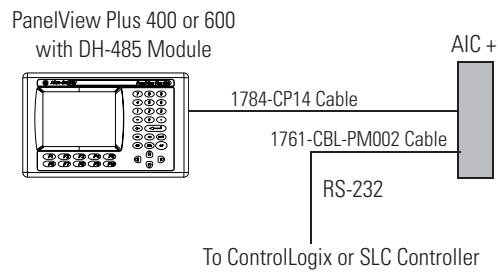 PanelView Plus 400 or 600
with DH-485 Module
AIC +
1784-CP14 Cable
1761-CBL-PM002 Cable
RS-232
To ControlLogix or SLC Controller